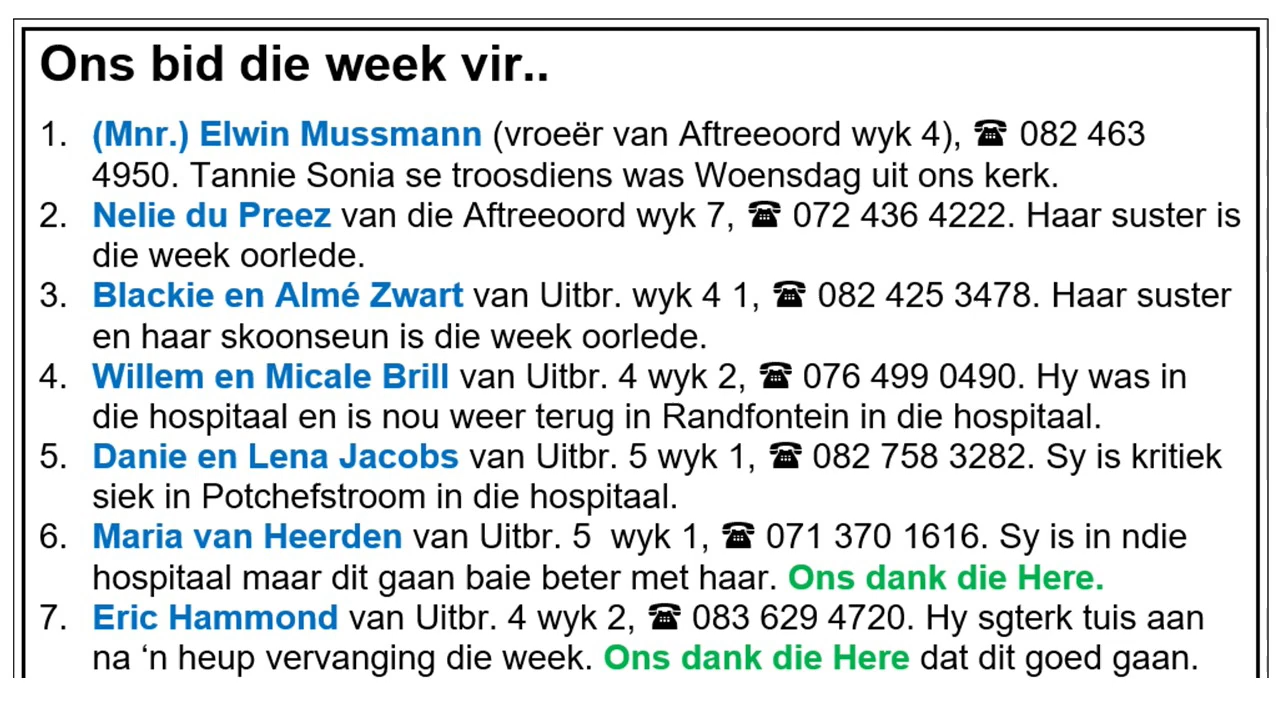 Ons bid die week vir..
1. (Mnr.) Elwin Mussmann (vroeër van Aftreeoord wyk 4), ☎ 082 463
4950. Tannie Sonia se troosdiens was Woensdag uit ons kerk.
2. Nelie du Preez van die Aftreeoord wyk 7, ☎ 072 436 4222. Haar suster is
die week oorlede.
3. Blackie en Almé Zwart van Uitbr. wyk 4 1, ☎ 082 425 3478. Haar suster
en haar skoonseun is die week oorlede.
4. Willem en Micale Brill van Uitbr. 4 wyk 2, ☎ 076 499 0490. Hy was in
die hospitaal en is nou weer terug in Randfontein in die hospitaal.
5. Danie en Lena Jacobs van Uitbr. 5 wyk 1, ☎ 082 758 3282. Sy is kritiek
siek in Potchefstroom in die hospitaal.
6. Maria van Heerden van Uitbr. 5  wyk 1, ☎ 071 370 1616. Sy is in ndie
hospitaal maar dit gaan baie beter met haar. Ons dank die Here.
7. Eric Hammond van Uitbr. 4 wyk 2, ☎ 083 629 4720. Hy sgterk tuis aan
na ‘n heup vervanging die week. Ons dank die Here dat dit goed gaan.